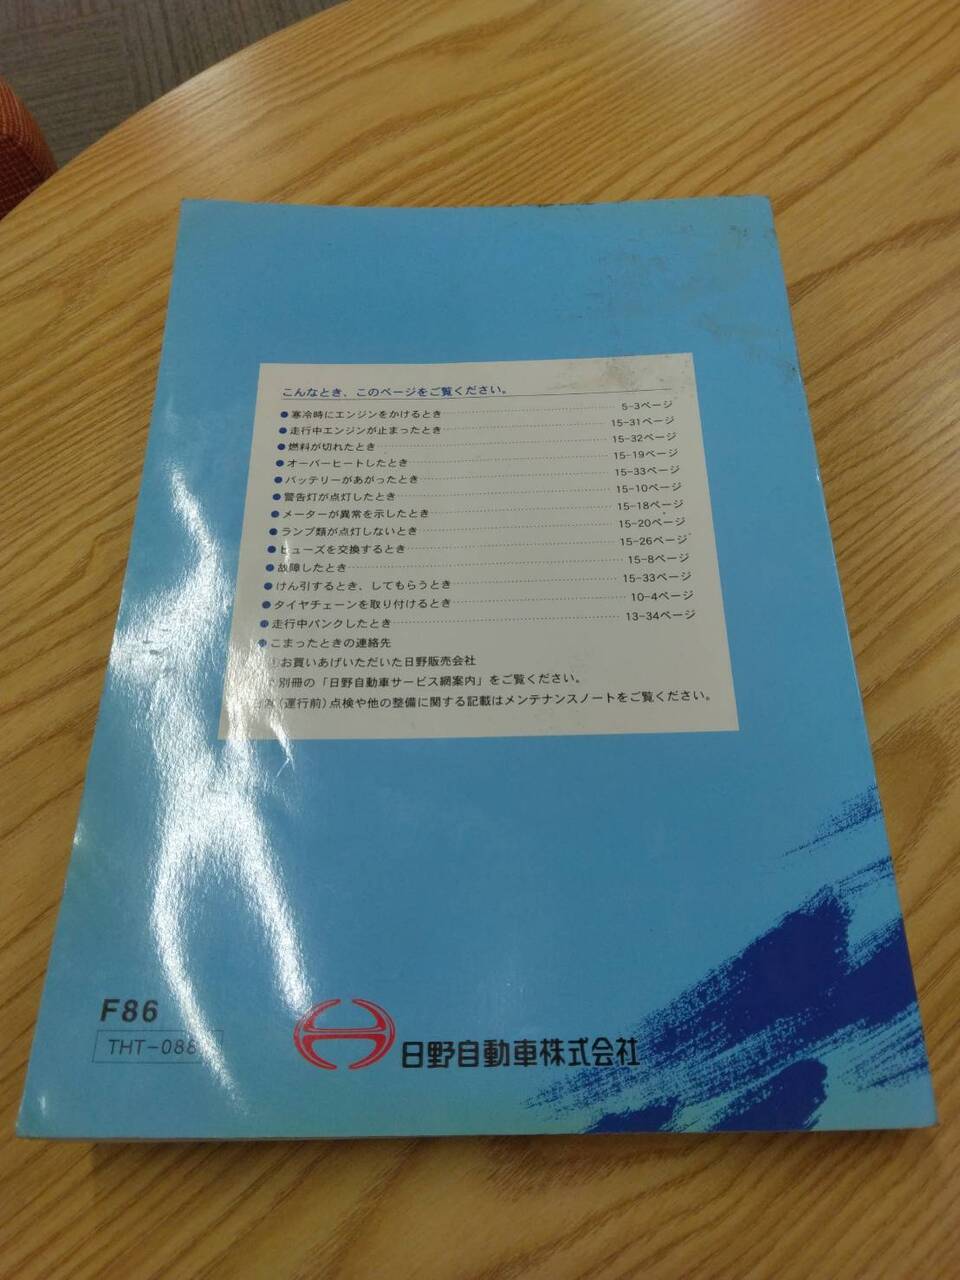 こんなとき、このページをご覧ください。
●寒冷時にエンジンをかけるとき 5-3ページ
●走行中エンジンが止まったとき 15-31ページ
●燃料が切れたとき 15-32ページ
●オーバーヒートしたとき 15-19ページ
●バッテリーがあがったとき 15-33ページ
●警告灯が点灯したとき 15-10ページ
●メーターが異常を示したとき 15-18ページ
●ランプ類が点灯しないとき 15-20ページ
●ヒューズを交換するとき 15-26ページ
●故障したとき 15-8ページ
●けん引するとき、してもらうとき 15-33ページ
●タイヤチェーンを取り付けるとき 10-4ページ
●走行中パンクしたとき 13-34ページ
●こまったときの連絡先
お買いあげいただいた日野販売会社
別冊の「日野自動車サービス網案内」をご覧ください。
(運行前)点検や他の整備に関する記載はメンテナンスノートをご覧ください。
F86
THT-088
日野自動車株式会社